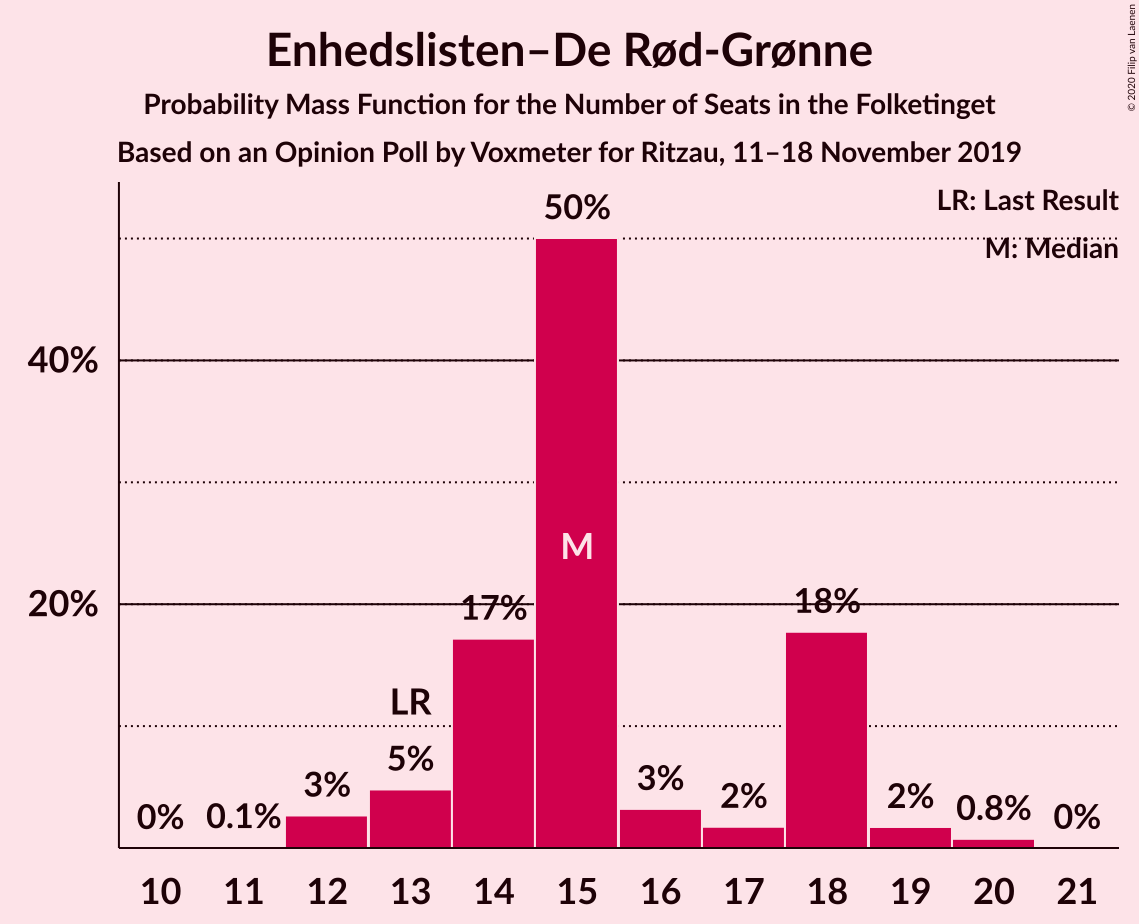 Enhedslisten–De Rød-Grønne
Probability Mass Function for the Number of Seats in the Folketinget
Based on an Opinion Poll by Voxmeter for Ritzau, 11–18 November 2019
© 2020 Filip van Laenen
LR: Last Result
M: Median
50%
40%
M
20%
17%
18%
LR
5%
3%
3%
2%
2%
0.8%
0%
0.1%
0%
10 11 12 13 14 15 16 17 18 19 20 21